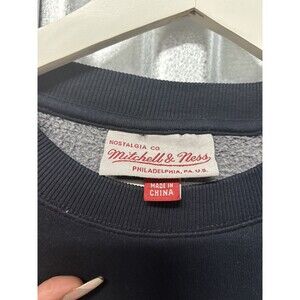 NOSTALGIA CO
Mitchell & Ness
PHILADELPHIA, PA. U.S.
MADE IN
CHINA